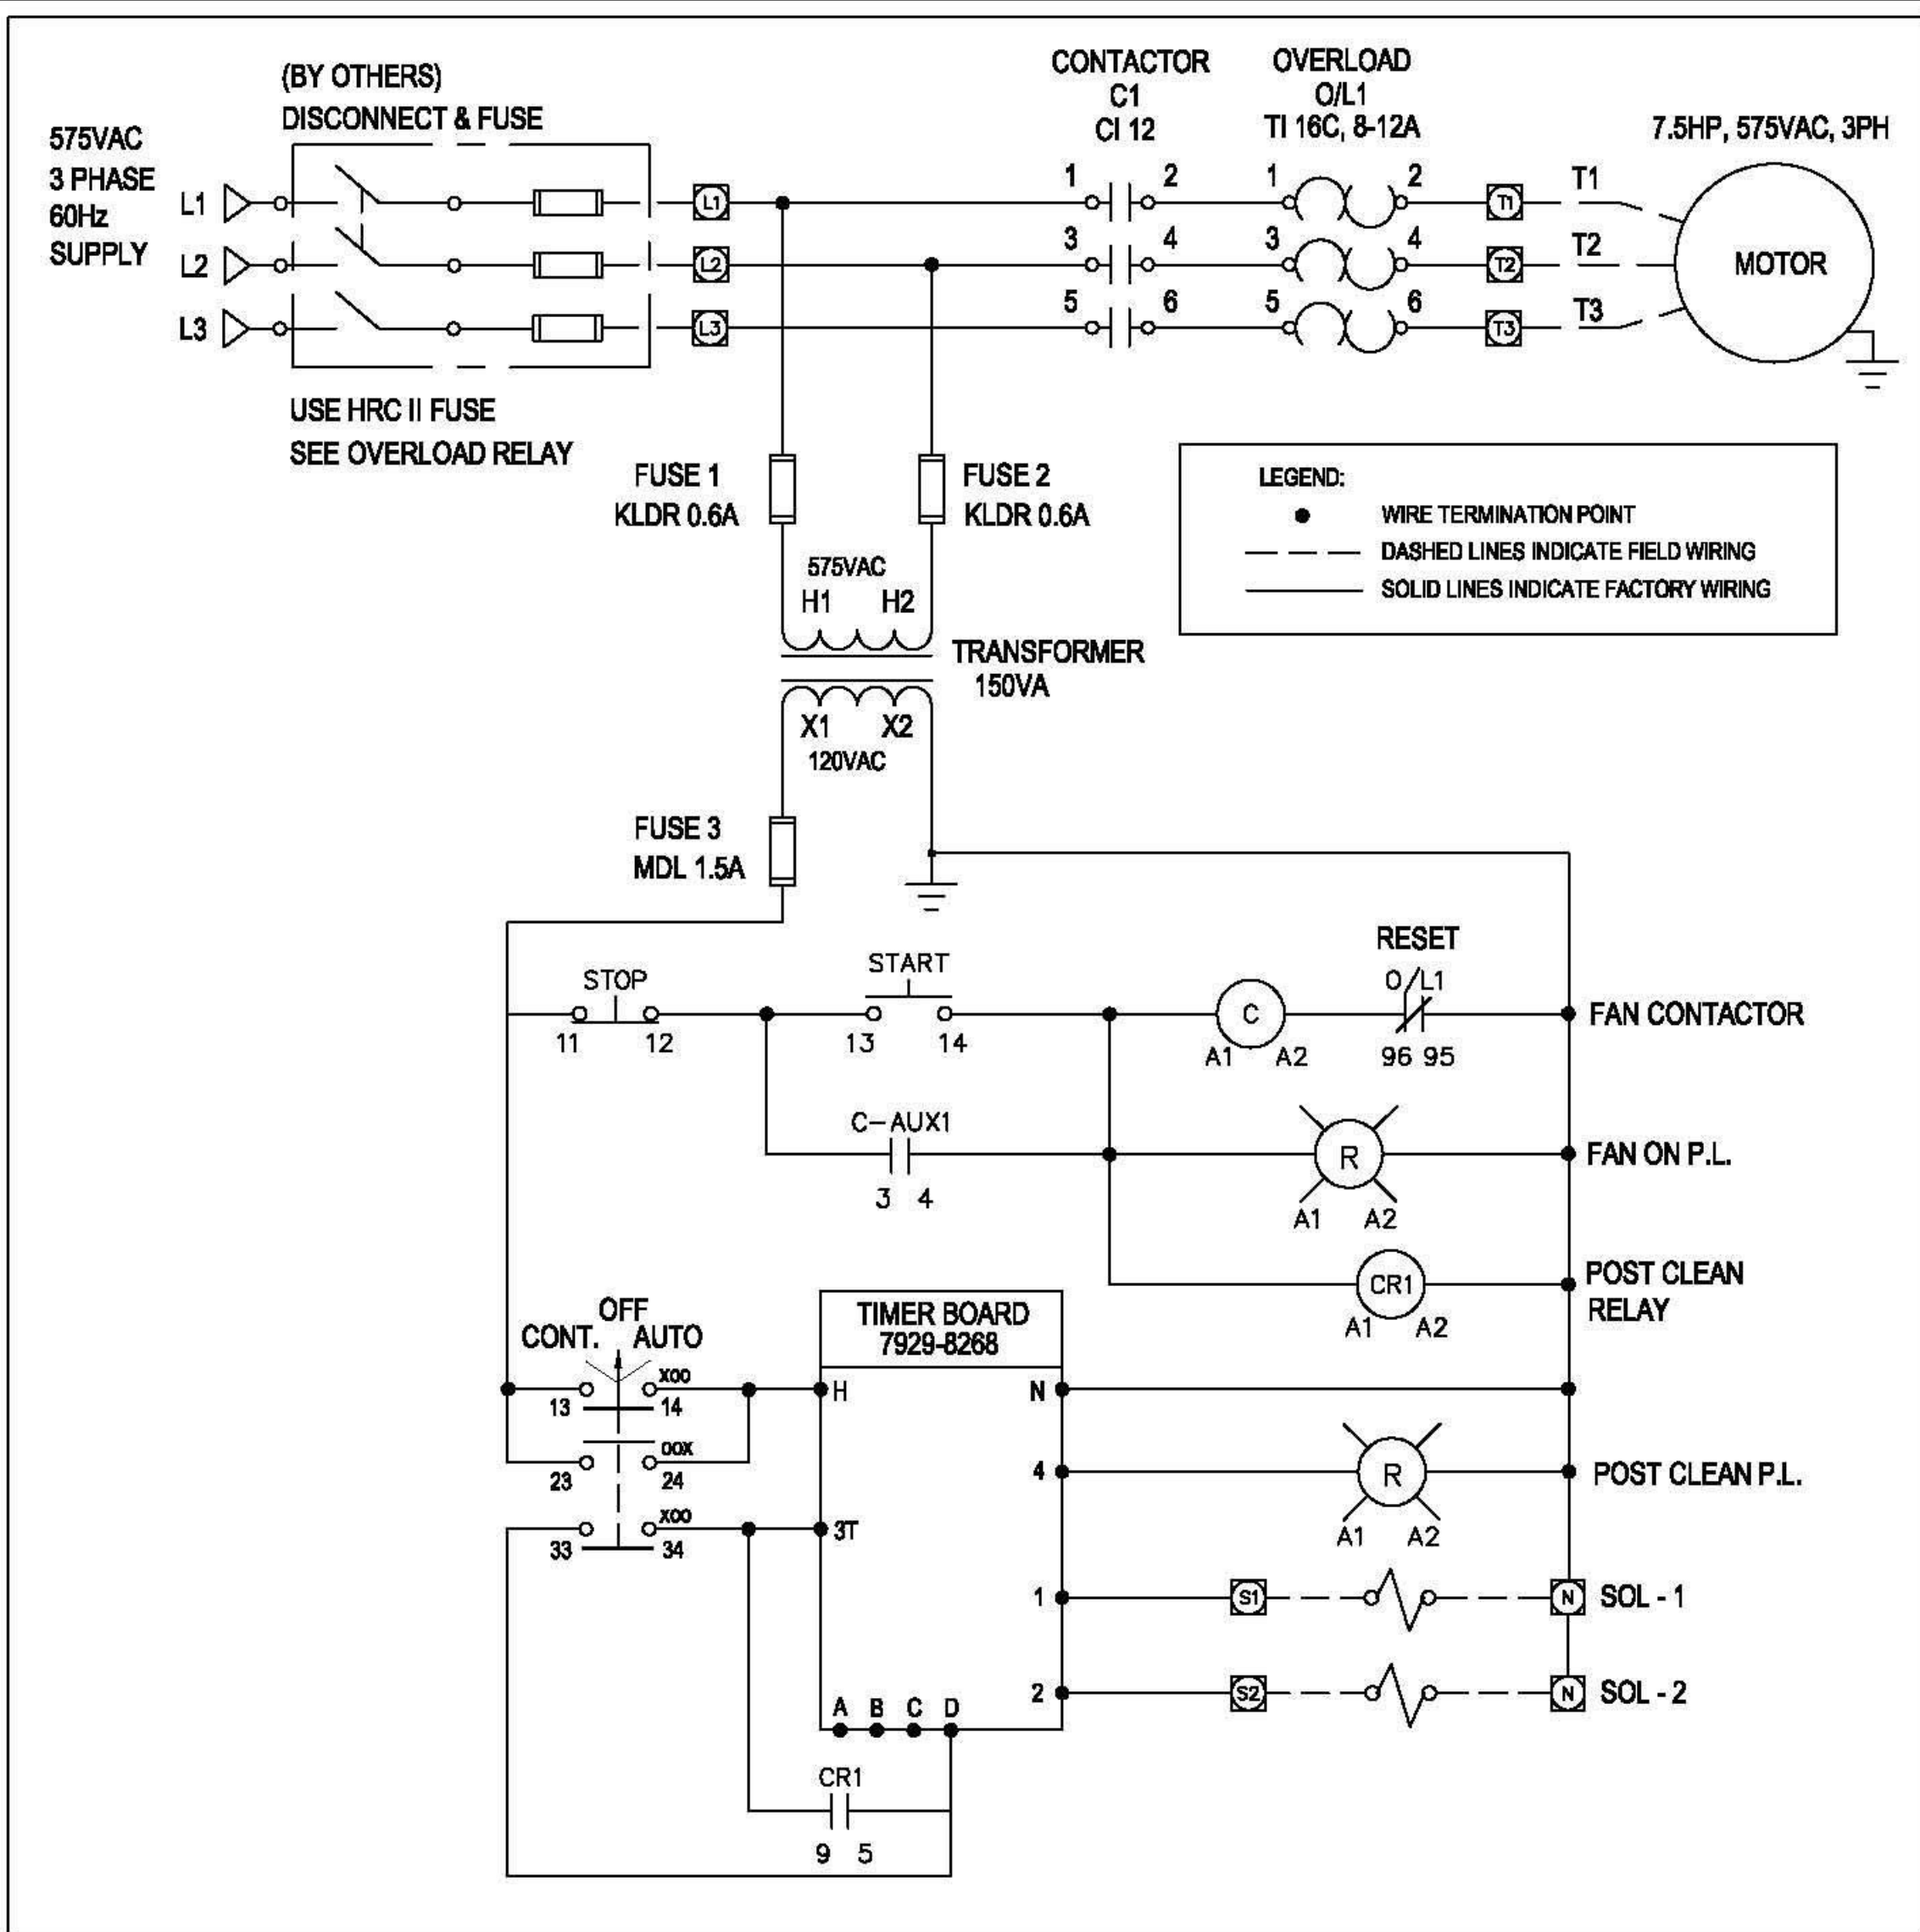 (BY OTHERS)
DISCONNECT & FUSE
575VAC
3 PHASE
60Hz
SUPPLY
L1
L2
L3
L1
L2
L3
USE HRC II FUSE
SEE OVERLOAD RELAY
CONTACTOR
C1
CI 12
OVERLOAD
O/L1
TI 16C, 8-12A
7.5HP, 575VAC, 3PH
1 2 1 2
3 4 3 4
5 6 5 6
T1
T2
T3
T1
T2
T3
MOTOR
FUSE 1
KLDR 0.6A
FUSE 2
KLDR 0.6A
LEGEND:
WIRE TERMINATION POINT
DASHED LINES INDICATE FIELD WIRING
SOLID LINES INDICATE FACTORY WIRING
575VAC
H1 H2
TRANSFORMER
150VA
X1 X2
120VAC
FUSE 3
MDL 1.5A
STOP
11 12
START
13 14
C
A1 A2
RESET
O/L1
96 95
FAN CONTACTOR
C-AUX1
3 4
R
A1 A2
FAN ON P.L.
CR1
A1 A2
POST CLEAN
RELAY
OFF
CONT. AUTO
XOO
13 14
OOX
23 24
XOO
33 34
TIMER BOARD
7929-8268
H N
4
3T
1
2
A B C D
R
A1 A2
POST CLEAN P.L.
S1 N SOL - 1
S2 N SOL - 2
CR1
9 5